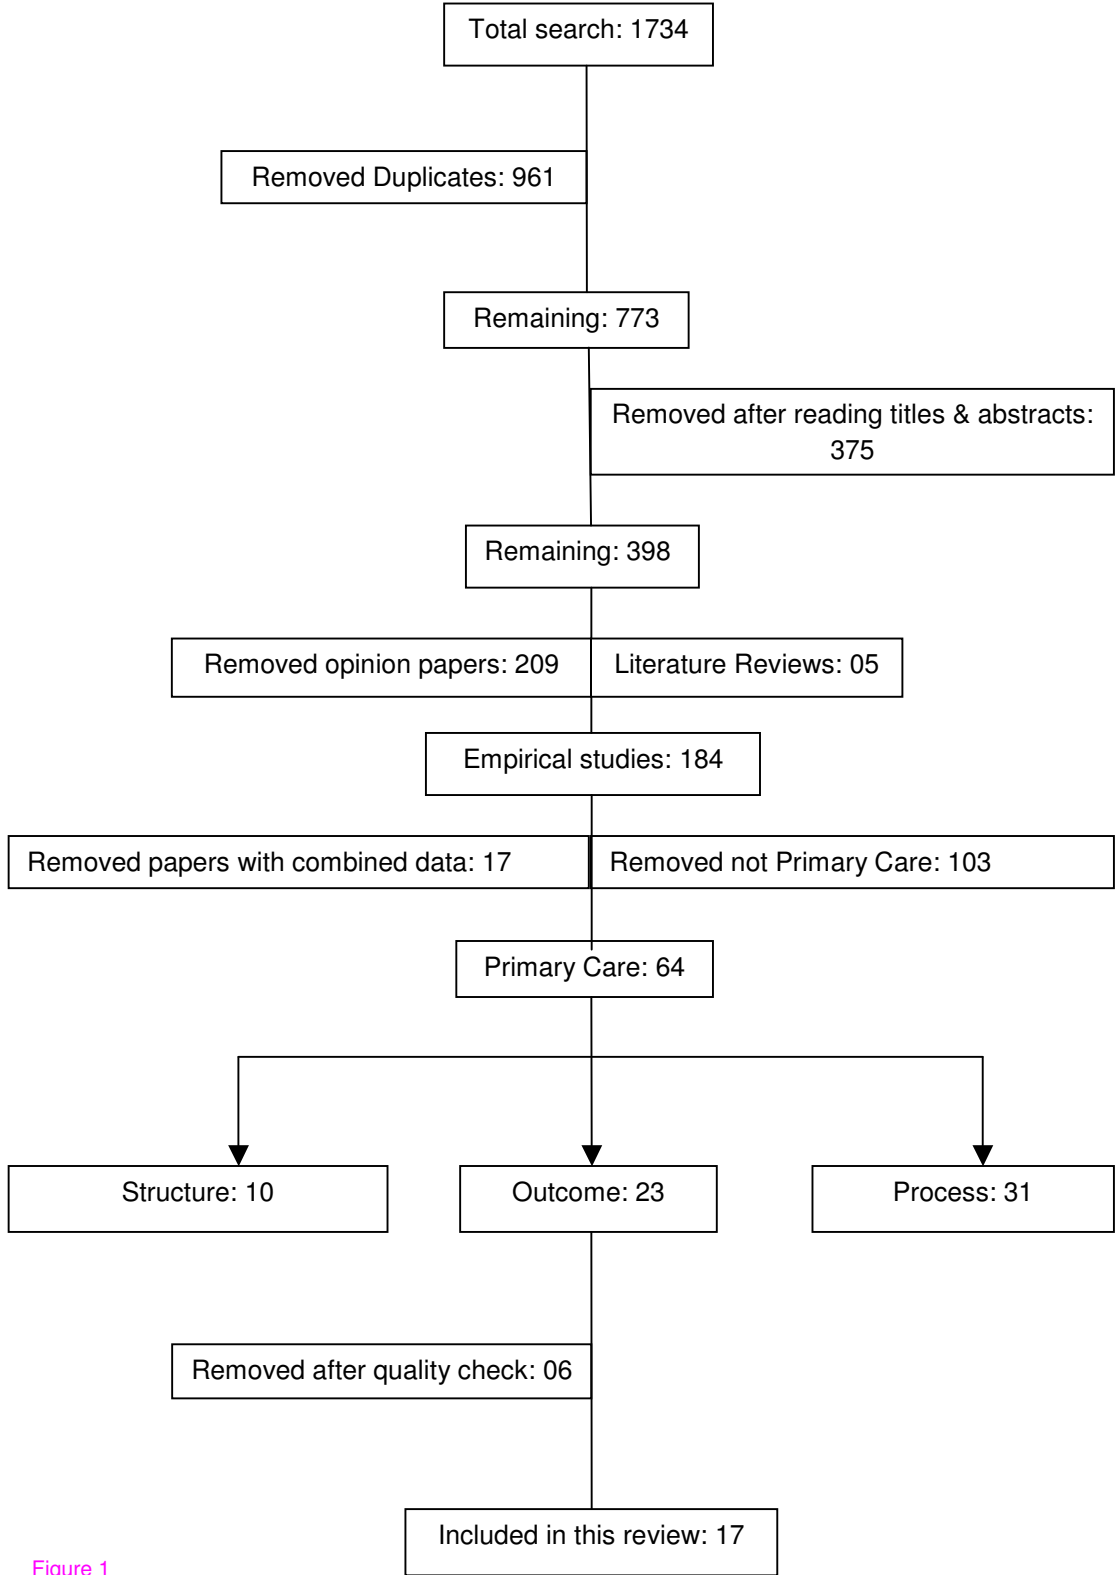 Total search: 1734
Removed Duplicates: 961
Remaining: 773
Removed after reading titles & abstracts:
375
Remaining: 398
Removed opinion papers: 209
Literature Reviews: 05
Empirical studies: 184
Removed papers with combined data: 17
Removed not Primary Care: 103
Primary Care: 64
Structure: 10
Outcome: 23
Process: 31
Removed after quality check: 06
Included in this review: 17
Figure 1